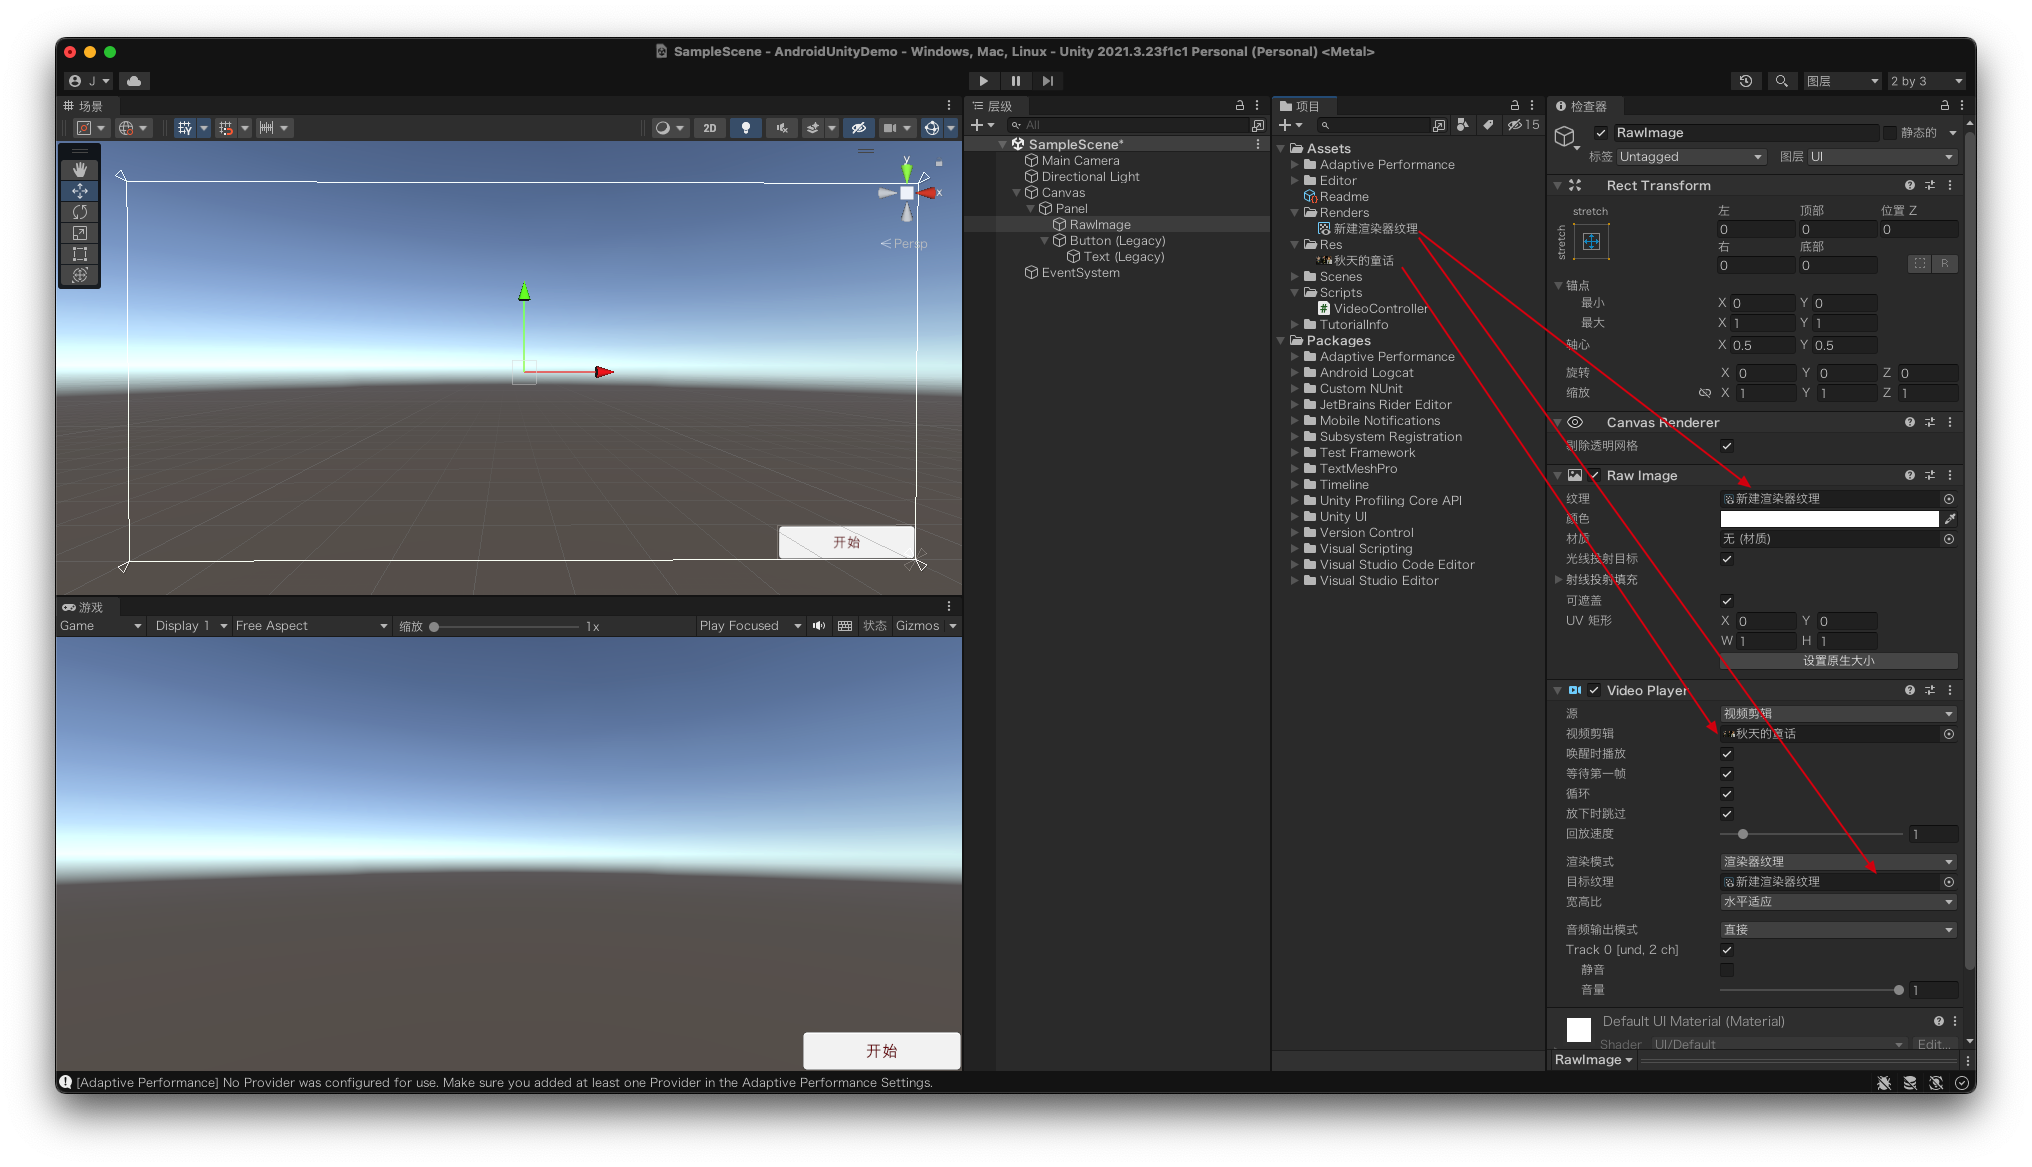 SampleScene - AndroidUnityDemo - Windows, Mac, Linux - Unity 2021.3.23f1c1 Personal (Personal) <Metal>
J
图层
2 by 3
场景
2D
y
x
Persp
开始
游戏
Game
Display 1
Free Aspect
缩放
1x
Play Focused
状态
Gizmos
开始
[Adaptive Performance] No Provider was configured for use. Make sure you added at least one Provider in the Adaptive Performance Settings.
层级
All
SampleScene*
Main Camera
Directional Light
Canvas
Panel
RawImage
Button (Legacy)
Text (Legacy)
EventSystem
项目
15
Assets
Adaptive Performance
Editor
Readme
Renders
新建渲染器纹理
Res
秋天的童话
Scenes
Scripts
VideoController
TutorialInfo
Packages
Adaptive Performance
Android Logcat
Custom NUnit
JetBrains Rider Editor
Mobile Notifications
Subsystem Registration
Test Framework
TextMeshPro
Timeline
Unity Profiling Core API
Unity UI
Version Control
Visual Scripting
Visual Studio Code Editor
Visual Studio Editor
检查器
RawImage
静态的
标签 Untagged 图层 UI
Rect Transform
stretch
stretch
左 顶部 位置 Z
0 0 0
右 底部
0 0
R
锚点
最小 X 0 Y 0
最大 X 1 Y 1
轴心 X 0.5 Y 0.5
旋转 X 0 Y 0 Z 0
缩放 X 1 Y 1 Z 1
Canvas Renderer
剔除透明网格
Raw Image
纹理 新建渲染器纹理
颜色
材质 无 (材质)
光线投射目标
射线投射填充
可遮盖
UV 矩形 X 0 Y 0
W 1 H 1
设置原生大小
Video Player
源 视频剪辑
视频剪辑 秋天的童话
唤醒时播放
等待第一帧
循环
放下时跳过
回放速度 1
渲染模式 渲染器纹理
目标纹理 新建渲染器纹理
宽高比 水平适应
音频输出模式 直接
Track 0 [und, 2 ch]
静音
音量 1
Default UI Material (Material)
Shader UI/Default Edit...
RawImage